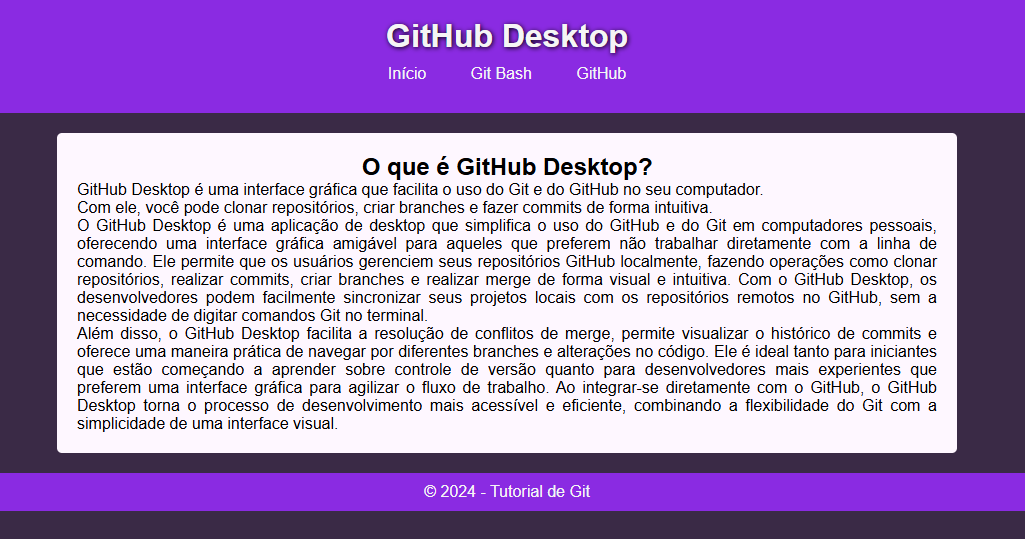 GitHub Desktop
Início Git Bash GitHub
O que é GitHub Desktop?
GitHub Desktop é uma interface gráfica que facilita o uso do Git e do GitHub no seu computador.
Com ele, você pode clonar repositórios, criar branches e fazer commits de forma intuitiva.
O GitHub Desktop é uma aplicação de desktop que simplifica o uso do GitHub e do Git em computadores pessoais,
oferecendo uma interface gráfica amigável para aqueles que preferem não trabalhar diretamente com a linha de
comando. Ele permite que os usuários gerenciem seus repositórios GitHub localmente, fazendo operações como clonar
repositórios, realizar commits, criar branches e realizar merge de forma visual e intuitiva. Com o GitHub Desktop, os
desenvolvedores podem facilmente sincronizar seus projetos locais com os repositórios remotos no GitHub, sem a
necessidade de digitar comandos Git no terminal.
Além disso, o GitHub Desktop facilita a resolução de conflitos de merge, permite visualizar o histórico de commits e
oferece uma maneira prática de navegar por diferentes branches e alterações no código. Ele é ideal tanto para iniciantes
que estão começando a aprender sobre controle de versão quanto para desenvolvedores mais experientes que
preferem uma interface gráfica para agilizar o fluxo de trabalho. Ao integrar-se diretamente com o GitHub, o GitHub
Desktop torna o processo de desenvolvimento mais acessível e eficiente, combinando a flexibilidade do Git com a
simplicidade de uma interface visual.
© 2024 - Tutorial de Git